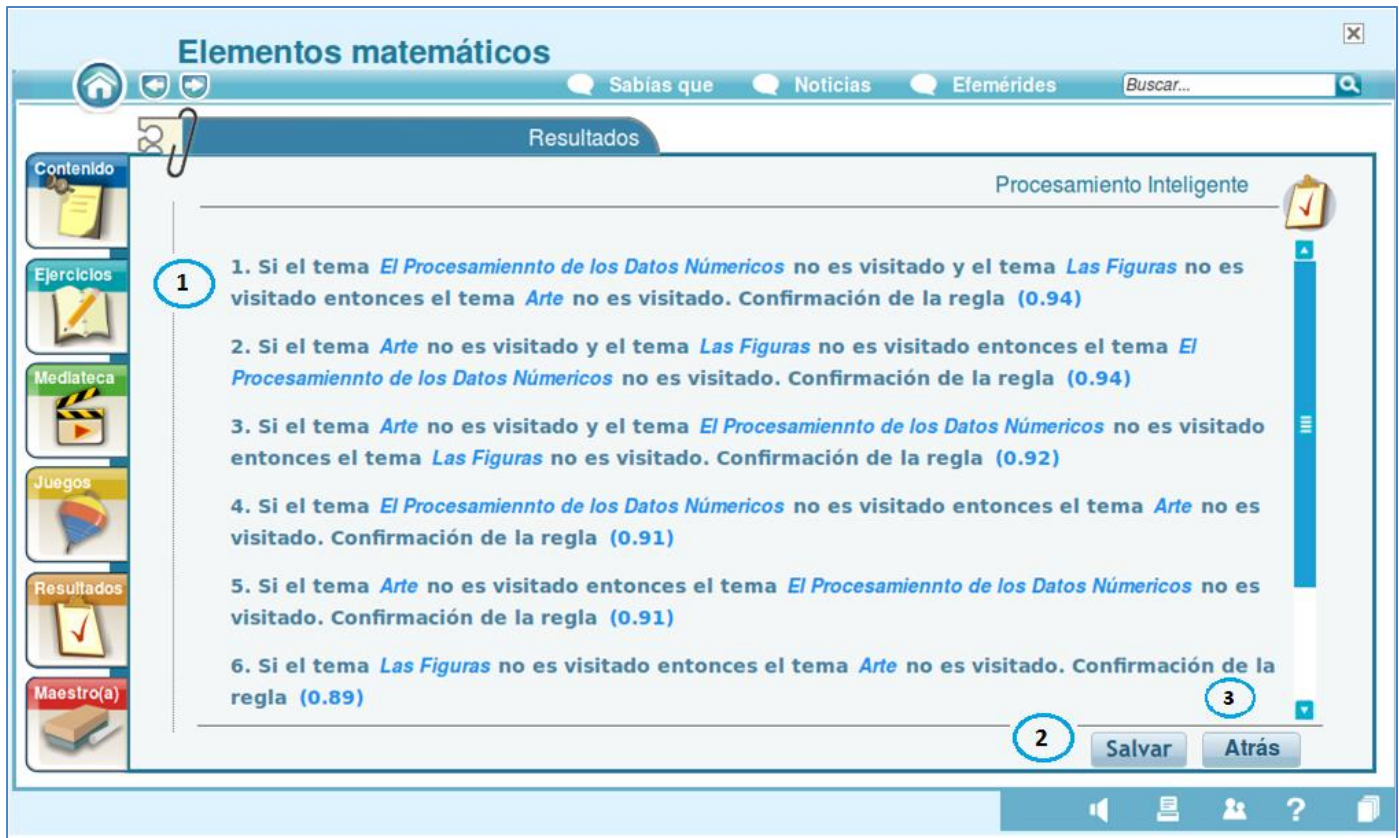 Elementos matemáticos
Sabías que Noticias Efemérides Buscar...
Resultados
Contenido
Procesamiento Inteligente
1
1. Si el tema El Procesamiennto de los Datos Númericos no es visitado y el tema Las Figuras no es
visitado entonces el tema Arte no es visitado. Confirmación de la regla (0.94)
Ejercicios
2. Si el tema Arte no es visitado y el tema Las Figuras no es visitado entonces el tema El
Procesamiennto de los Datos Númericos no es visitado. Confirmación de la regla (0.94)
Mediateca
3. Si el tema Arte no es visitado y el tema El Procesamiennto de los Datos Númericos no es visitado
entonces el tema Las Figuras no es visitado. Confirmación de la regla (0.92)
Juegos
4. Si el tema El Procesamiennto de los Datos Númericos no es visitado entonces el tema Arte no es
visitado. Confirmación de la regla (0.91)
Resultados
5. Si el tema Arte no es visitado entonces el tema El Procesamiennto de los Datos Númericos no es
visitado. Confirmación de la regla (0.91)
6. Si el tema Las Figuras no es visitado entonces el tema Arte no es visitado. Confirmación de la
regla (0.89)
Maestro(a)
3
2
Salvar Atrás
?